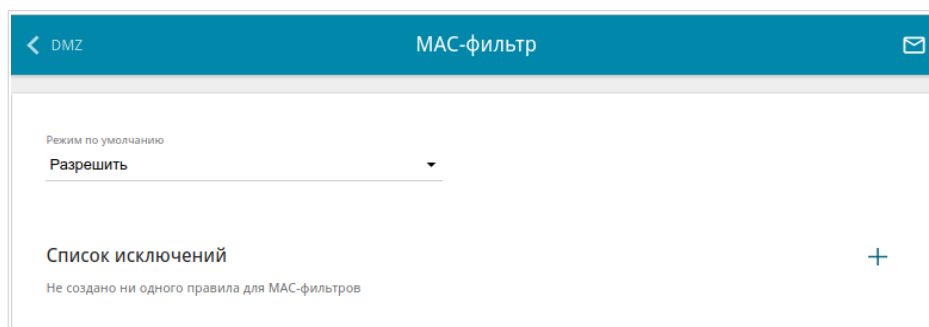 DMZ
MAC-фильтр
Режим по умолчанию
Разрешить
Список исключений
Не создано ни одного правила для MAC-фильтров